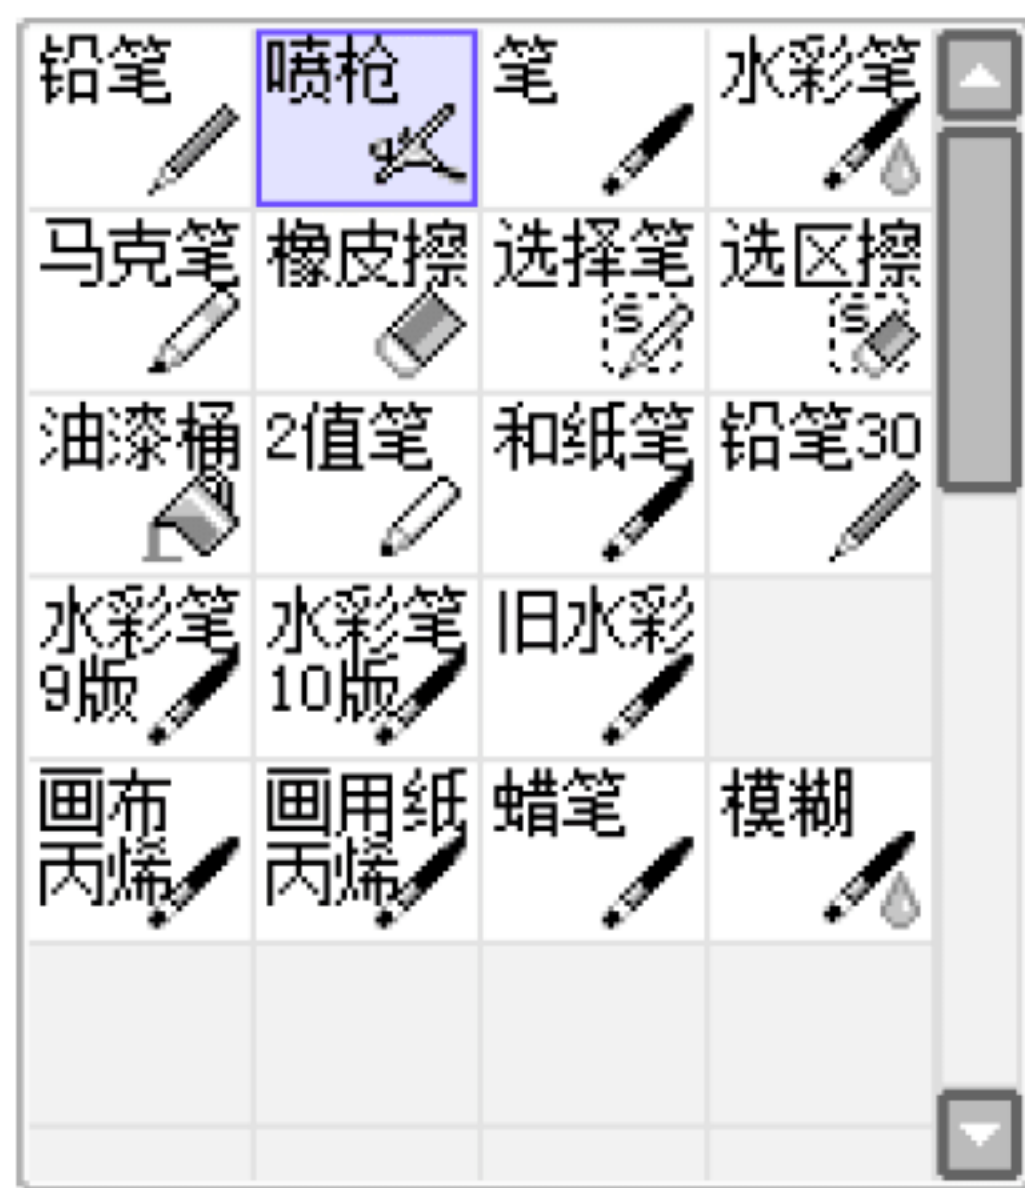 铅笔
喷枪
笔
水彩笔
马克笔
橡皮擦
选择笔
选区擦
油漆桶
2值笔
和纸笔
铅笔30
水彩笔
9版
水彩笔
10版
旧水彩
画布
丙烯
画用纸
丙烯
蜡笔
模糊